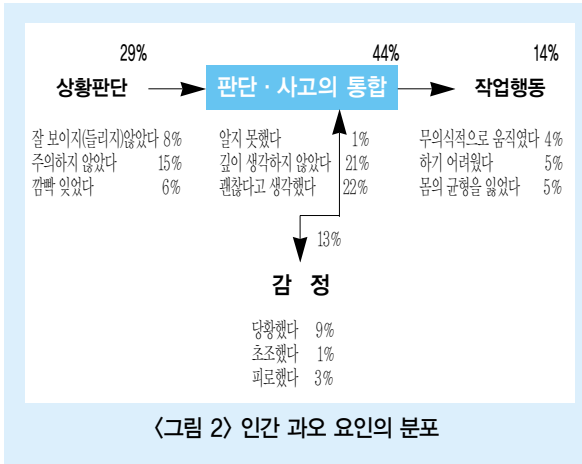 29% 44% 14%
상황판단 판단 · 사고의 통합 작업행동
잘 보이지(들리지)않았다 8% 알지 못했다 1% 무의식적으로 움직였다 4%
주의하지 않았다 15% 깊이 생각하지 않았다 21% 하기 어려웠다 5%
깜빡 잊었다 6% 괜찮다고 생각했다 22% 몸의 균형을 잃었다 5%
13%
감 정
당황했다 9%
초조했다 1%
피로했다 3%
〈그림 2〉 인간 과오 요인의 분포